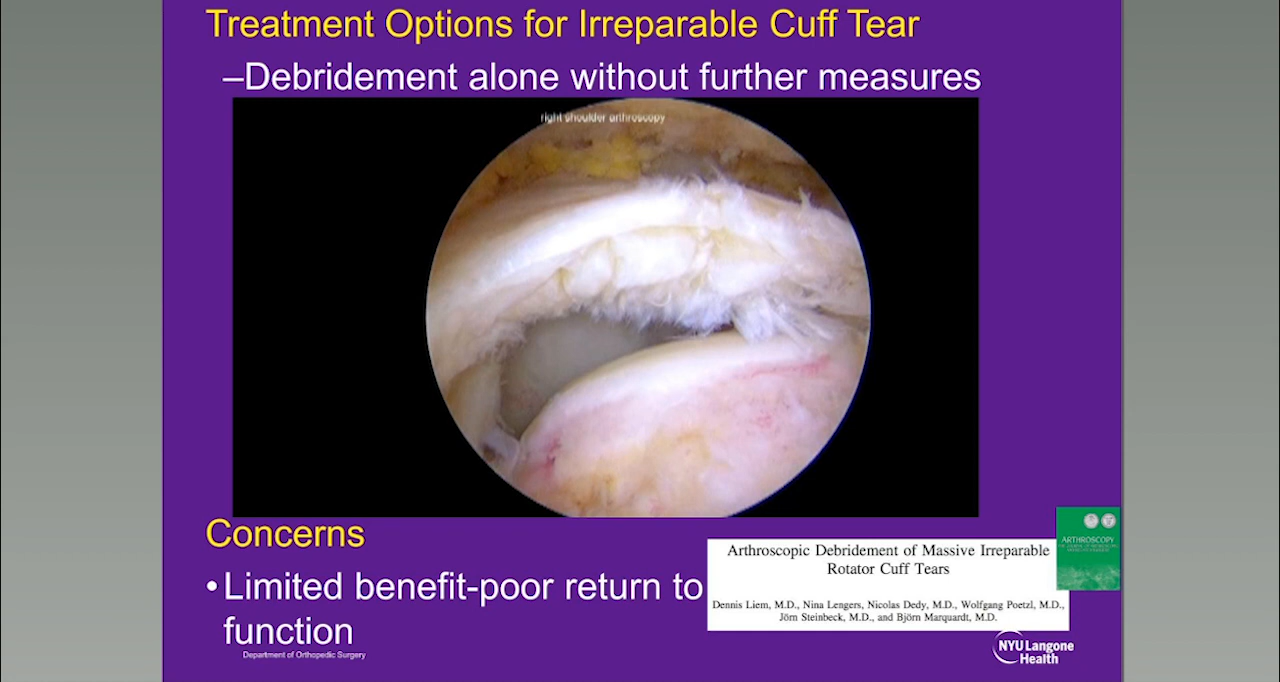 Treatment Options for Irreparable Cuff Tear
–Debridement alone without further measures
right shoulder arthroscopy
Concerns
•Limited benefit-poor return to
function
Department of Orthopedic Surgery
ARTHROSCOPY
Arthroscopic Debridement of Massive Irreparable
Rotator Cuff Tears
Dennis Liem, M.D., Nina Lengers, Nicolas Dedy, M.D., Wolfgang Poetzl, M.D.,
Jörn Steinbeck, M.D., and Björn Marquardt, M.D.
NYU Langone
Health